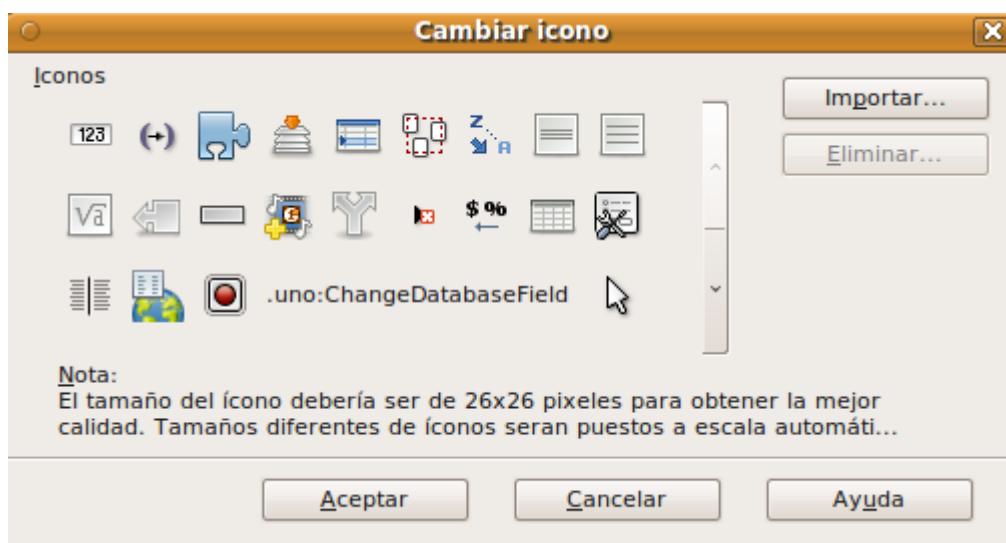 Cambiar icono
Iconos
Importar...
123
Z
A
Eliminar...
√a
$ %
.uno:ChangeDatabaseField
Nota:
El tamaño del ícono debería ser de 26x26 pixeles para obtener la mejor
calidad. Tamaños diferentes de íconos seran puestos a escala automáti...
Aceptar
Cancelar
Ayuda